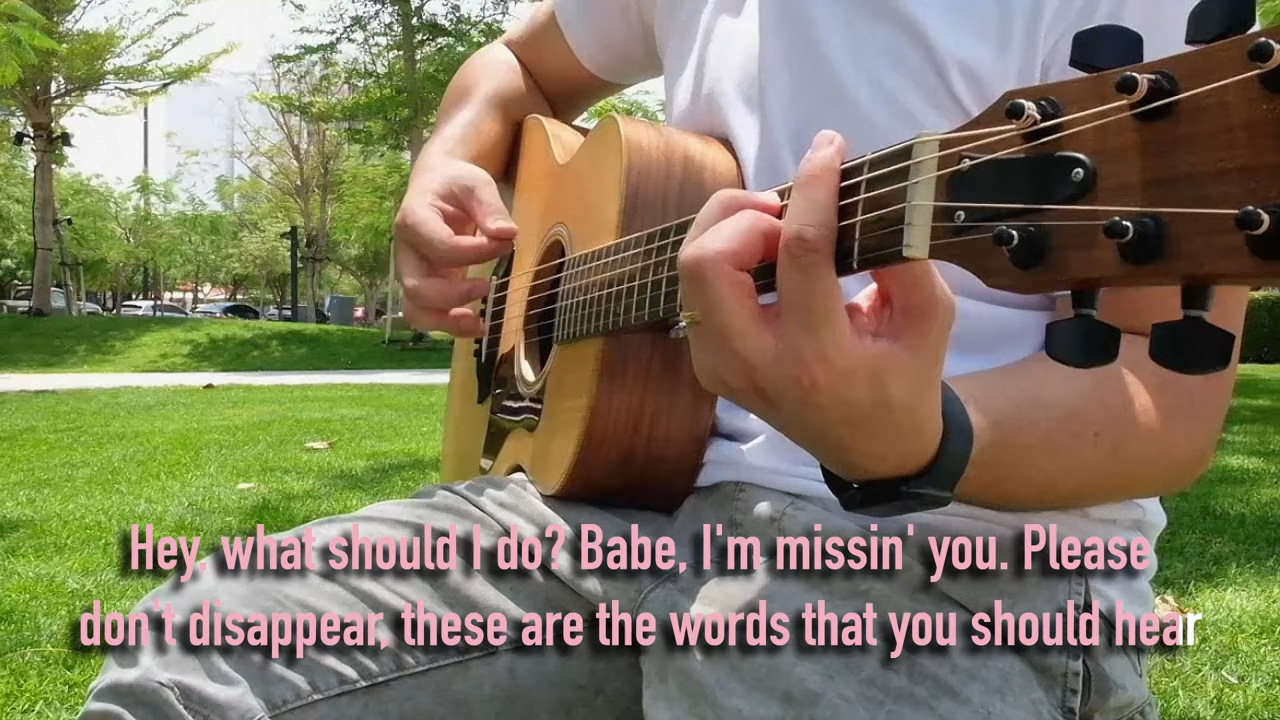 Hey, what should I do? Babe, I'm missin' you. Please
don't disappear, these are the words that you should hear